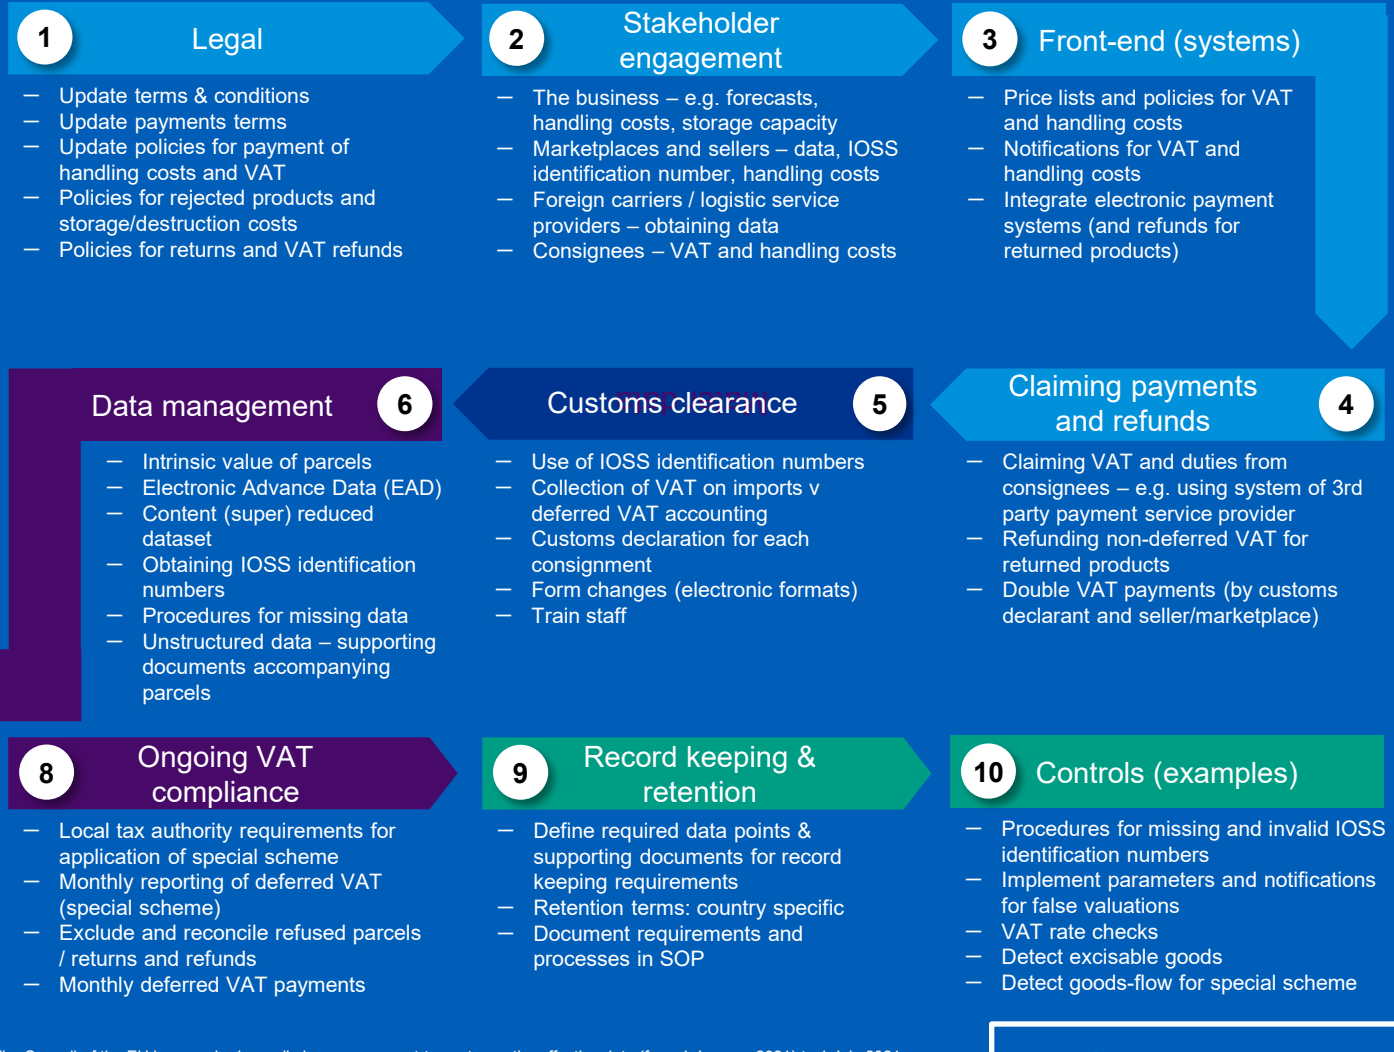 1
Legal
— Update terms & conditions
— Update payments terms
— Update policies for payment of
handling costs and VAT
— Policies for rejected products and
storage/destruction costs
— Policies for returns and VAT refunds
2
Stakeholder
engagement
— The business – e.g. forecasts,
handling costs, storage capacity
— Marketplaces and sellers – data, IOSS
identification number, handling costs
— Foreign carriers / logistic service
providers – obtaining data
— Consignees – VAT and handling costs
3
Front-end (systems)
— Price lists and policies for VAT
and handling costs
— Notifications for VAT and
handling costs
— Integrate electronic payment
systems (and refunds for
returned products)
Claiming payments
and refunds
4
— Claiming VAT and duties from
consignees – e.g. using system of 3rd
party payment service provider
— Refunding non-deferred VAT for
returned products
— Double VAT payments (by customs
declarant and seller/marketplace)
Customs clearance
5
— Use of IOSS identification numbers
— Collection of VAT on imports v
deferred VAT accounting
— Customs declaration for each
consignment
— Form changes (electronic formats)
— Train staff
Data management
6
— Intrinsic value of parcels
— Electronic Advance Data (EAD)
— Content (super) reduced
dataset
— Obtaining IOSS identification
numbers
— Procedures for missing data
— Unstructured data – supporting
documents accompanying
parcels
8
Ongoing VAT
compliance
— Local tax authority requirements for
application of special scheme
— Monthly reporting of deferred VAT
(special scheme)
— Exclude and reconcile refused parcels
/ returns and refunds
— Monthly deferred VAT payments
9
Record keeping &
retention
— Define required data points &
supporting documents for record
keeping requirements
— Retention terms: country specific
— Document requirements and
processes in SOP
10
Controls (examples)
— Procedures for missing and invalid IOSS
identification numbers
— Implement parameters and notifications
for false valuations
— VAT rate checks
— Detect excisable goods
— Detect goods-flow for special scheme